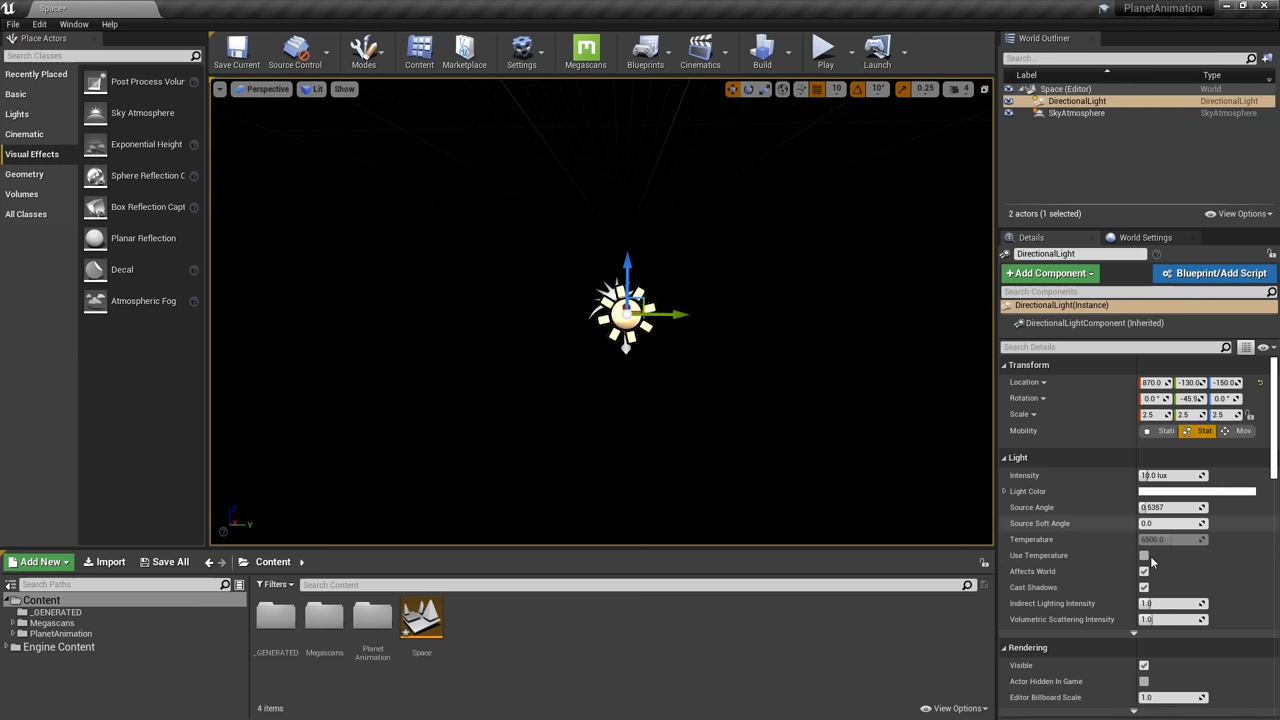 Space*
PlanetAnimation
File Edit Window Help
Place Actors
Search Classes
Recently Placed
Basic
Lights
Cinematic
Visual Effects
Geometry
Volumes
All Classes
Post Process Volur
Sky Atmosphere
Exponential Height
Sphere Reflection C
Box Reflection Capt
Planar Reflection
Decal
Atmospheric Fog
Save Current
Source Control
Modes
Content
Marketplace
Settings
Megascans
Blueprints
Cinematics
Build
Play
Launch
Perspective
Lit
Show
10
10°
0.25
4
Z
X
Y
World Outliner
Search...
Label
Type
Space (Editor) World
DirectionalLight DirectionalLight
SkyAtmosphere SkyAtmosphere
2 actors (1 selected)
View Options
Details
World Settings
DirectionalLight
+Add Component
Blueprint/Add Script
Search Components
DirectionalLight(Instance)
DirectionalLightComponent (Inherited)
Search Details
Transform
Location 870.0 -130.0 -150.0
Rotation 0.0 ° -45.9 0.0 °
Scale 2.5 2.5 2.5
Mobility Stati Stat Mov
Light
Intensity 10.0 lux
Light Color
Source Angle 0.5357
Source Soft Angle 0.0
Temperature 6500.0
Use Temperature
Affects World
Cast Shadows
Indirect Lighting Intensity 1.0
Volumetric Scattering Intensity 1.0
Rendering
Visible
Actor Hidden In Game
Editor Billboard Scale 1.0
Add New
Import
Save All
Content
Search Paths
Filters
Search Content
Content
_GENERATED
Megascans
PlanetAnimation
Engine Content
_GENERATED
Megascans
Planet
Animation
Space
4 items
View Options